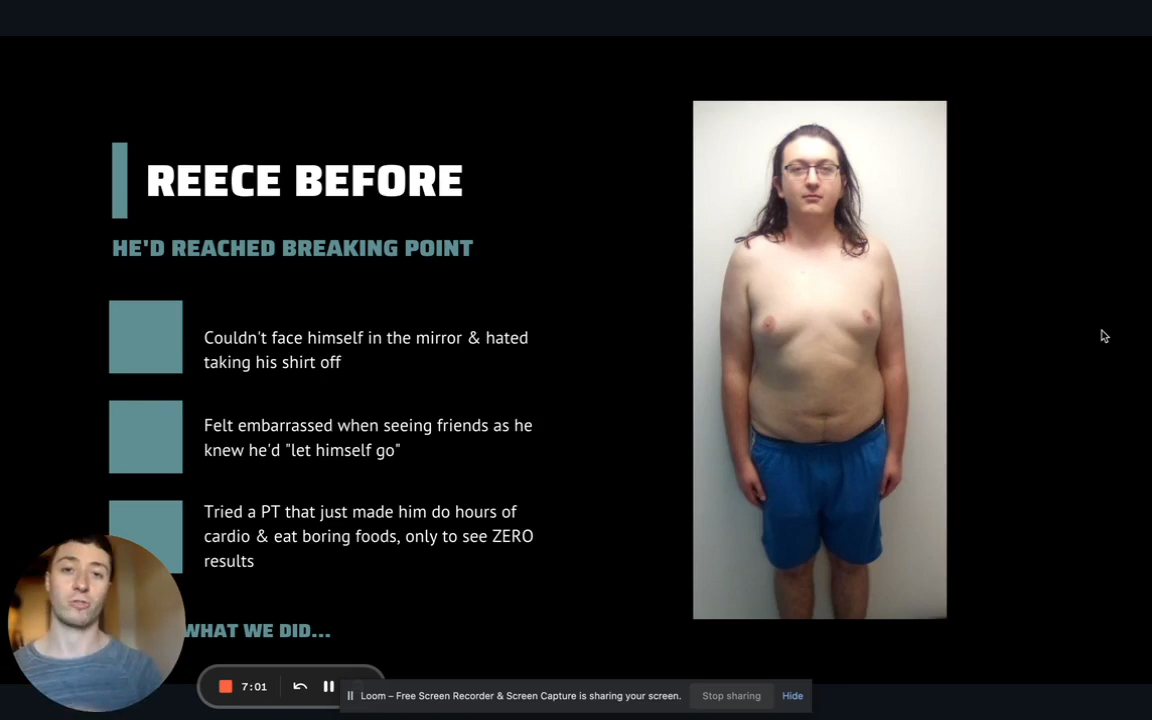 REECE BEFORE
HE'D REACHED BREAKING POINT
Couldn't face himself in the mirror & hated
taking his shirt off
Felt embarrassed when seeing friends as he
knew he'd "let himself go"
Tried a PT that just made him do hours of
cardio & eat boring foods, only to see ZERO
results
WHAT WE DID...
7:01
Loom – Free Screen Recorder & Screen Capture is sharing your screen.
Stop sharing
Hide